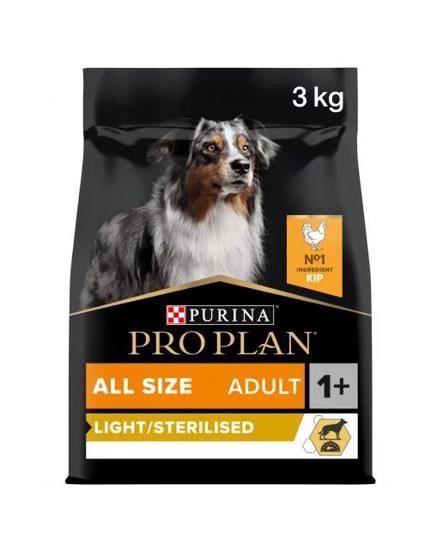 3 kg
Nº1
INGREDIENT
KIP
PURINA
PRO PLAN
ALL SIZE ADULT 1+
LIGHT/STERILISED